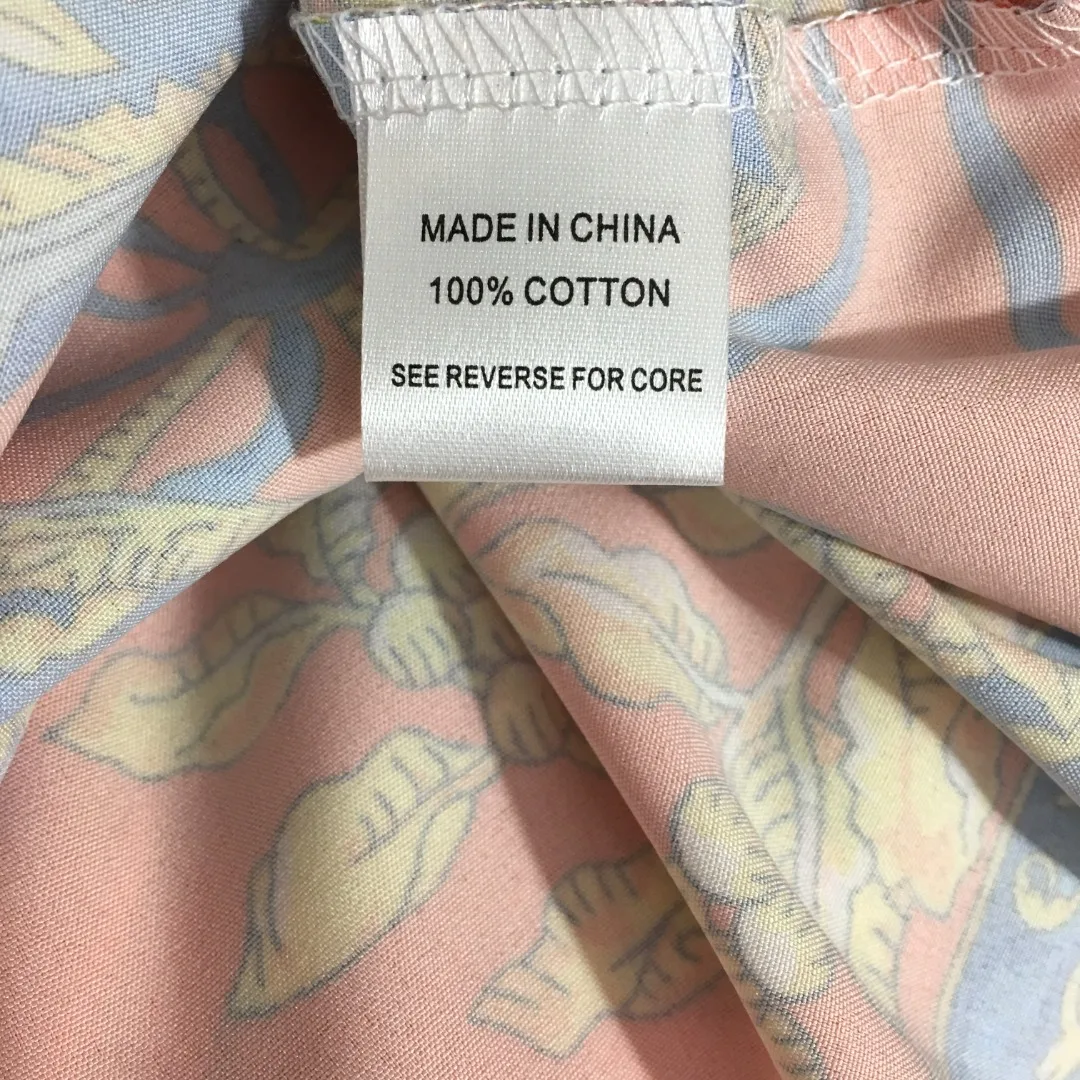 MADE IN CHINA
100% COTTON
SEE REVERSE FOR CORE